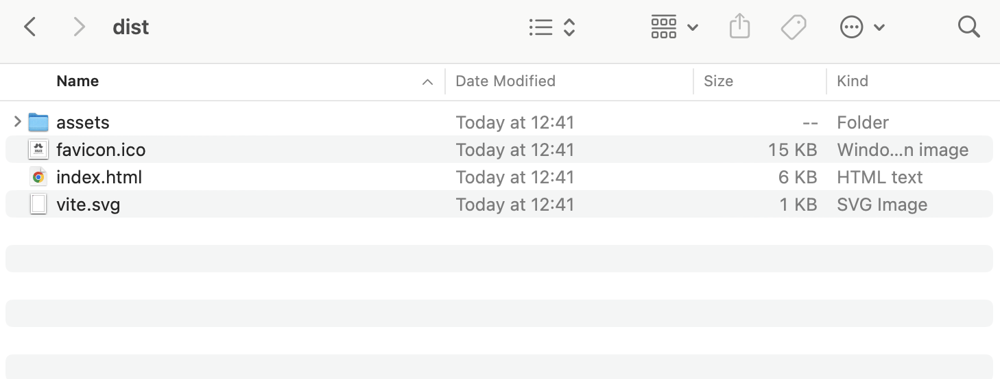 dist
Name Date Modified Size Kind
assets Today at 12:41 -- Folder
favicon.ico Today at 12:41 15 KB Windo...n image
index.html Today at 12:41 6 KB HTML text
vite.svg Today at 12:41 1 KB SVG Image